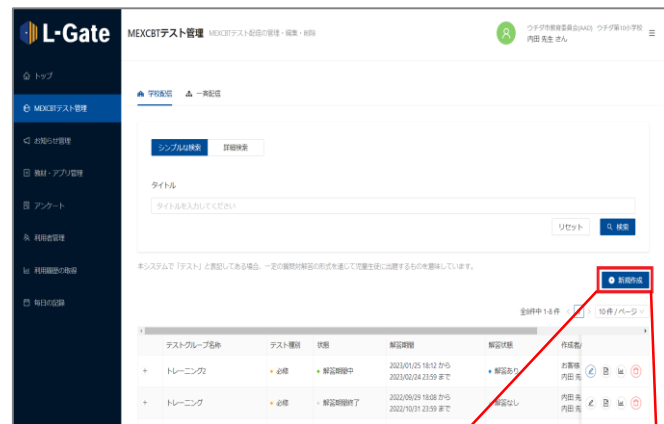 L-Gate
MEXCBTテスト管理 MEXCBTテスト配信の管理・編集・削除
ウチダ市教育委員会(AAD) ウチダ第10小学校
内田 先生 さん
トップ
MEXCBTテスト管理
お知らせ管理
教材・アプリ管理
アンケート
利用者管理
利用履歴の取得
毎日の記録
学校配信 一斉配信
シンプルな検索 詳細検索
タイトル
タイトルを入力してください
リセット 検索
本システムで「テスト」と表記してある場合、一定の質問対解答の形式を通じて児童生徒に出題するものを意味しています。
新規作成
全8件中 1-8 件 10 件 / ページ
テストグループ名称 テスト種別 状態 解答期間 解答状態 作成者/
+ トレーニング2 必修 解答期間中 2023/01/25 18:12 から 解答あり お客様
2023/02/24 23:59 まで 内田 先
+ トレーニング 必修 解答期間終了 2022/09/29 18:08 から 解答なし 内田 先
2022/10/31 23:59 まで 内田 先